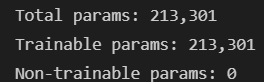 Total params: 213,301
Trainable params: 213,301
Non-trainable params: 0